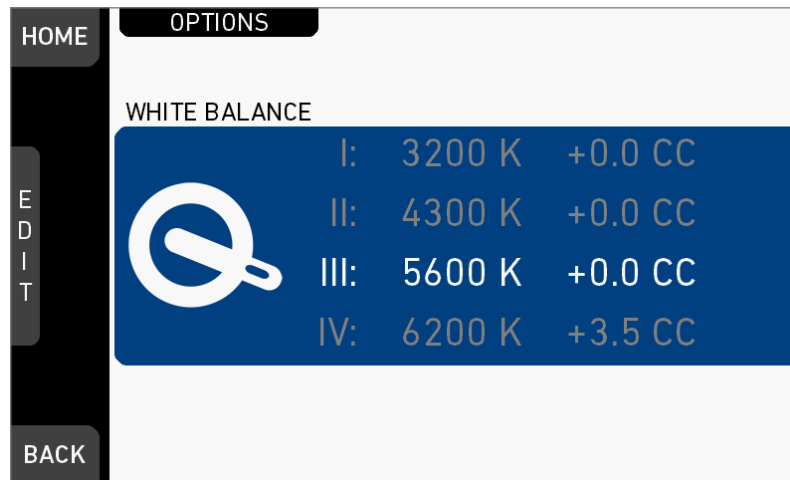 HOME
OPTIONS
WHITE BALANCE
I: 3200 K +0.0 CC
II: 4300 K +0.0 CC
III: 5600 K +0.0 CC
IV: 6200 K +3.5 CC
EDIT
BACK